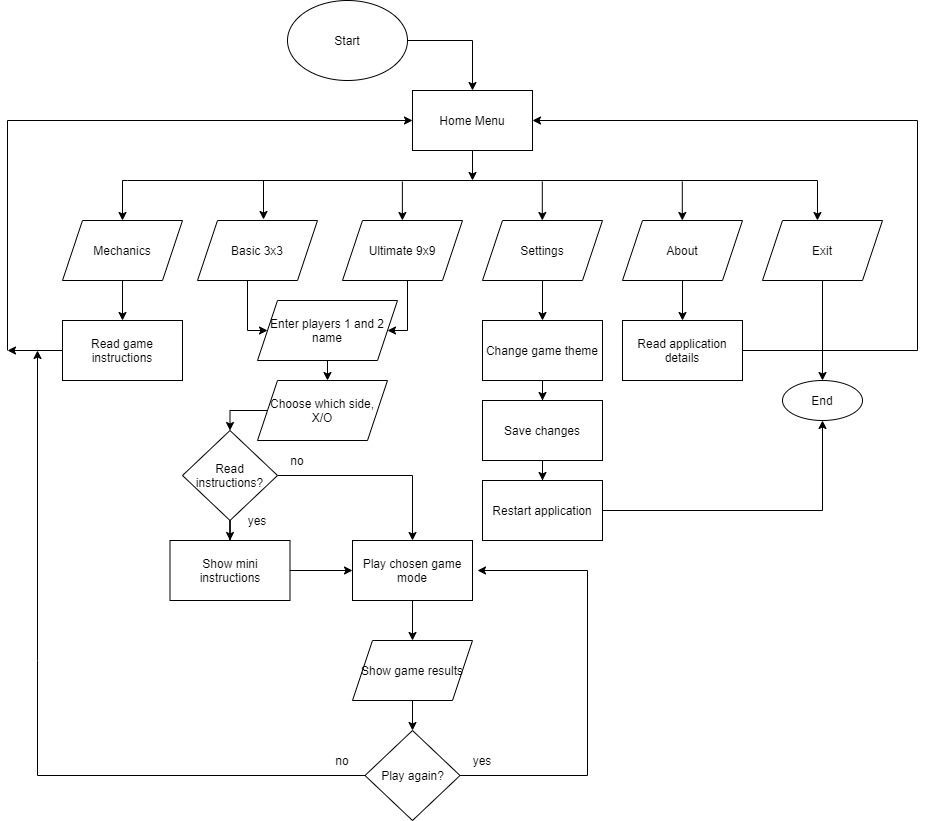 Start
Home Menu
Mechanics
Basic 3x3
Ultimate 9x9
Settings
About
Exit
Enter players 1 and 2
name
Read game
instructions
Change game theme
Read application
details
Choose which side,
X/O
End
Save changes
Read
instructions?
no
yes
Restart application
Show mini
instructions
Play chosen game
mode
Show game results
no
Play again?
yes